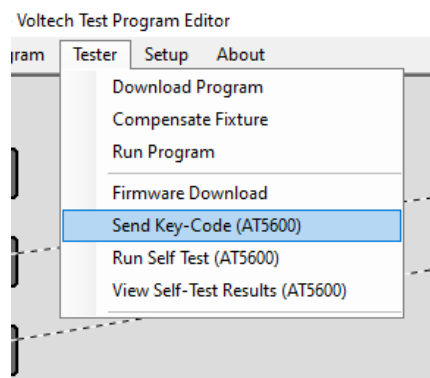 Voltech Test Program Editor
gram Tester Setup About
Download Program
Compensate Fixture
Run Program
Firmware Download
Send Key-Code (AT5600)
Run Self Test (AT5600)
View Self-Test Results (AT5600)